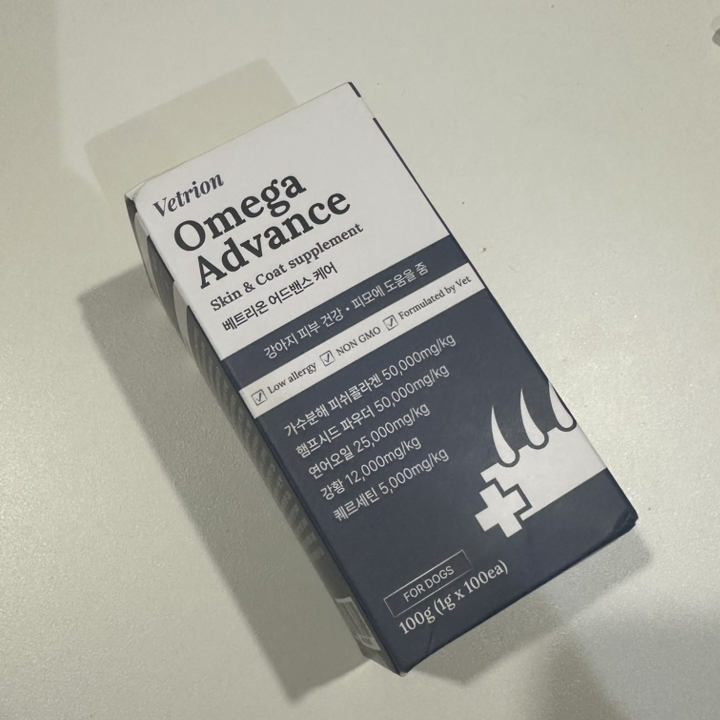 Vetrion
Omega
Advance
Skin & Coat supplement
베트리온 어드밴스 케어
강아지 피부 건강 • 피모에 도움을 줌
Low allergy NON GMO Formulated by Vet
가수분해 피쉬콜라겐 50,000mg/kg
햄프시드 파우더 50,000mg/kg
연어오일 25,000mg/kg
강황 12,000mg/kg
퀘르세틴 5,000mg/kg
FOR DOGS
100g (1g x 100ea)